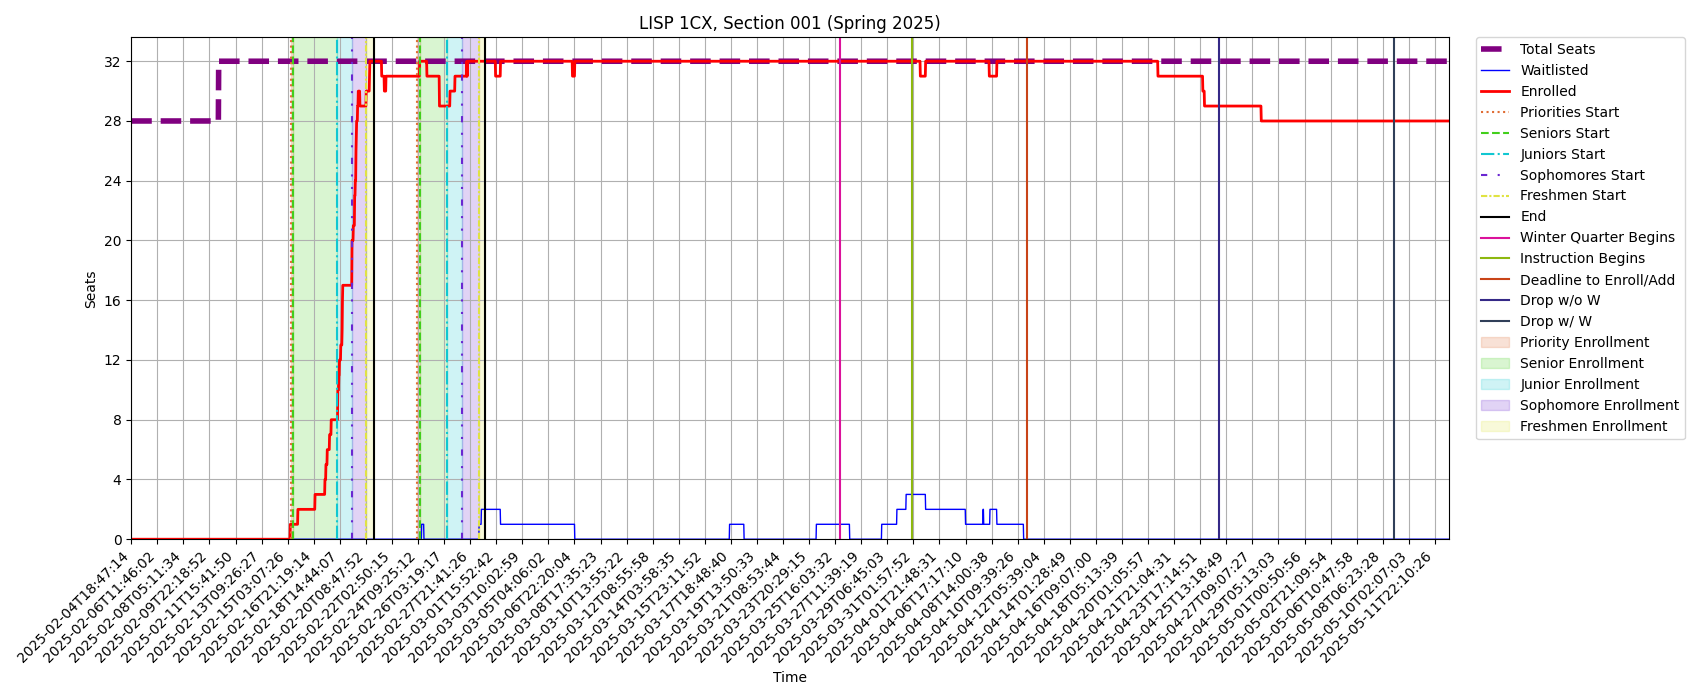 LISP 1CX, Section 001 (Spring 2025)
Seats
32
28
24
20
16
12
8
4
0
2025-02-04T18:47:14
2025-02-06T11:46:02
2025-02-08T05:11:34
2025-02-09T22:18:52
2025-02-11T15:41:50
2025-02-13T09:26:27
2025-02-15T03:07:26
2025-02-16T21:19:14
2025-02-18T14:44:07
2025-02-20T08:47:52
2025-02-22T02:50:15
2025-02-24T09:25:12
2025-02-26T03:19:17
2025-02-27T21:41:26
2025-03-01T15:52:42
2025-03-03T10:02:59
2025-03-05T04:06:02
2025-03-06T22:20:04
2025-03-08T17:35:23
2025-03-10T13:55:22
2025-03-12T08:55:58
2025-03-14T03:58:35
2025-03-15T23:11:52
2025-03-17T18:48:40
2025-03-19T13:50:33
2025-03-21T08:53:44
2025-03-23T20:29:15
2025-03-25T16:03:32
2025-03-27T11:39:19
2025-03-29T06:45:03
2025-03-31T01:57:52
2025-04-01T21:48:31
2025-04-06T17:17:10
2025-04-08T14:00:38
2025-04-10T09:39:26
2025-04-12T05:39:04
2025-04-14T01:28:49
2025-04-16T09:07:00
2025-04-18T05:13:39
2025-04-20T01:05:57
2025-04-21T21:04:31
2025-04-23T17:14:51
2025-04-25T13:18:49
2025-04-27T09:07:27
2025-04-29T05:13:03
2025-05-01T00:50:56
2025-05-02T21:09:54
2025-05-06T10:47:58
2025-05-08T06:23:28
2025-05-10T02:07:03
2025-05-11T22:10:26
Time
Total Seats
Waitlisted
Enrolled
Priorities Start
Seniors Start
Juniors Start
Sophomores Start
Freshmen Start
End
Winter Quarter Begins
Instruction Begins
Deadline to Enroll/Add
Drop w/o W
Drop w/ W
Priority Enrollment
Senior Enrollment
Junior Enrollment
Sophomore Enrollment
Freshmen Enrollment